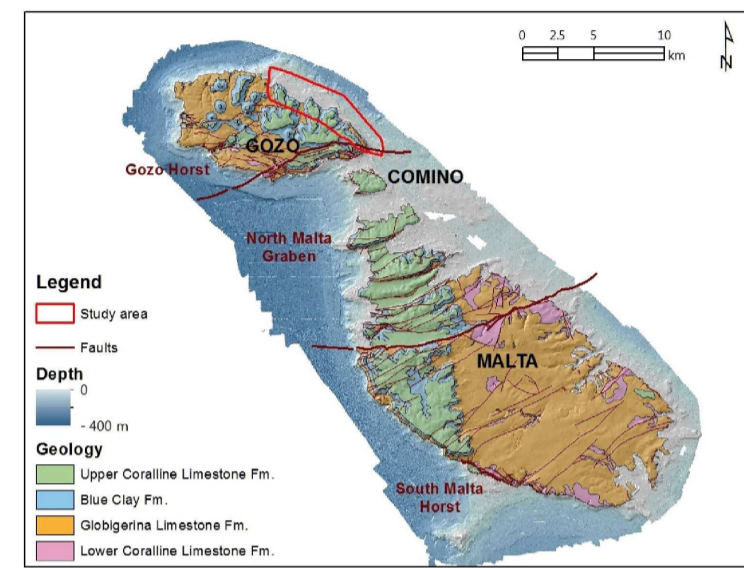 0 2.5 5 10
km
N
GOZO
Gozo Horst
COMINO
North Malta
Graben
Legend
Study area
Faults
MALTA
Depth
0
- 400 m
Geology
Upper Coralline Limestone Fm.
South Malta
Horst
Blue Clay Fm.
Globigerina Limestone Fm.
Lower Coralline Limestone Fm.